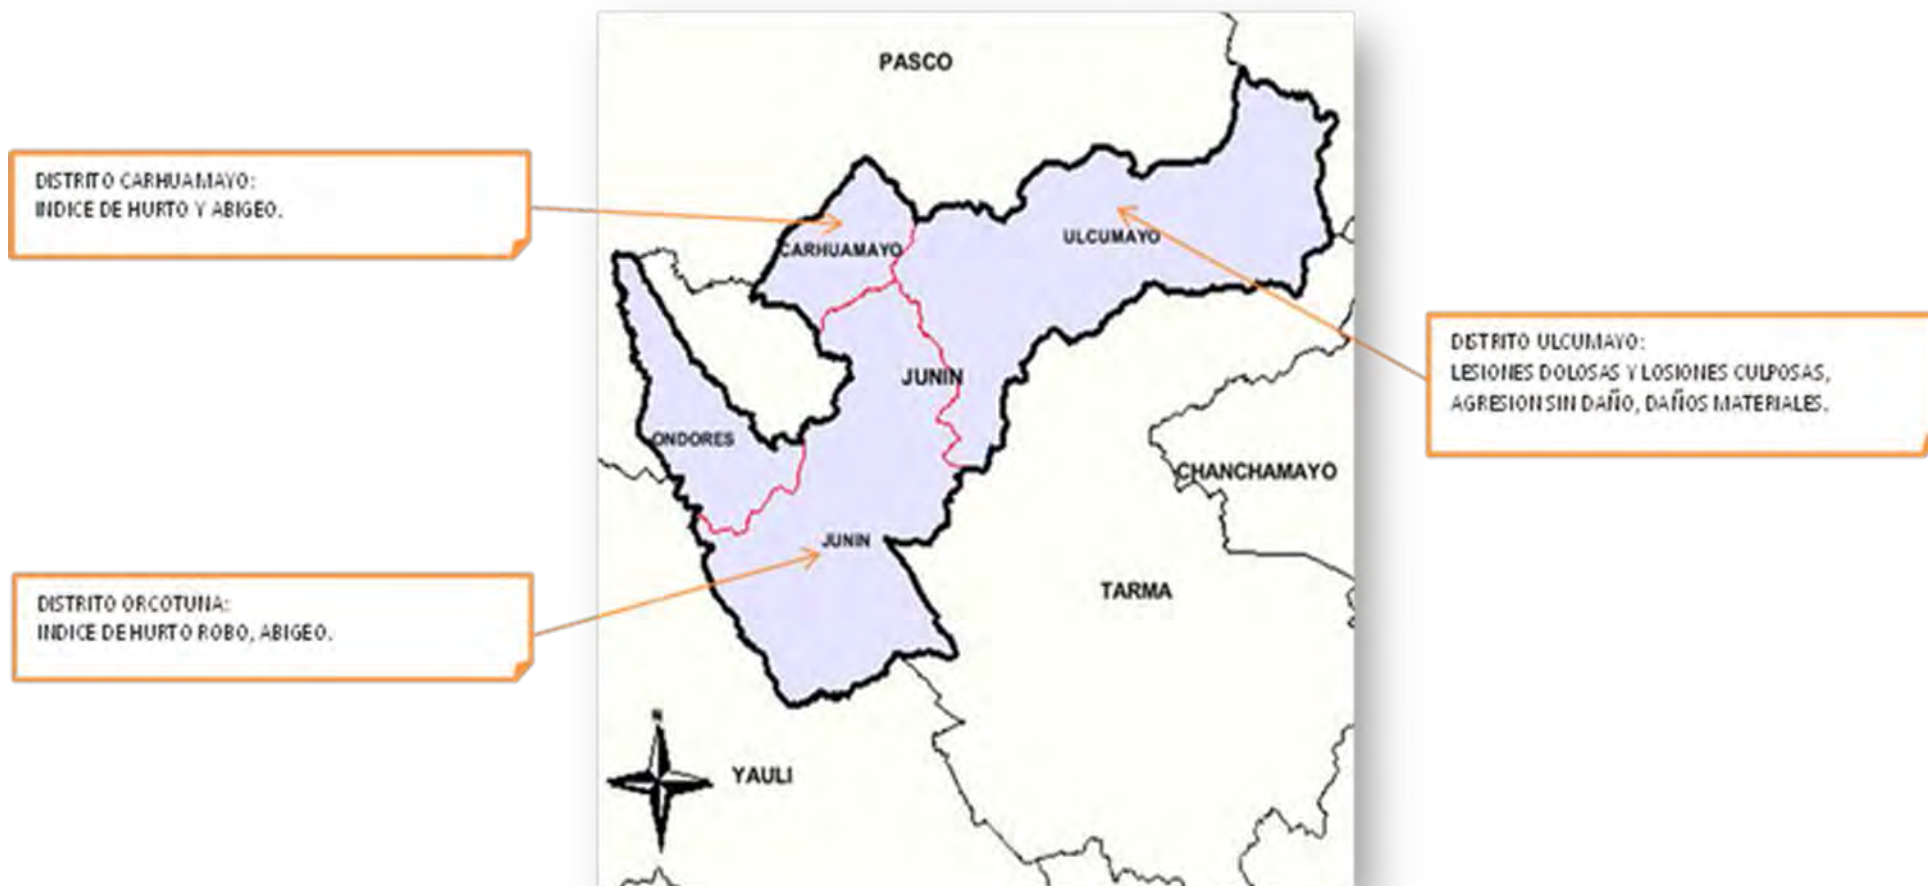 PASCO
DISTRITO CARHUAMAYO:
INDICE DE HURTO Y ABIGEO.
CARHUAMAYO
ULCUMAYO
DISTRITO ULCUMAYO:
LESIONES DOLOSAS Y LOSIONES CULPOSAS,
AGRESION SIN DAÑO, DAÑOS MATERIALES.
JUNIN
ONDORES
CHANCHAMAYO
JUNIN
TARMA
DISTRITO ORCOTUNA:
INDICE DE HURTO ROBO, ABIGEO.
N
YAULI